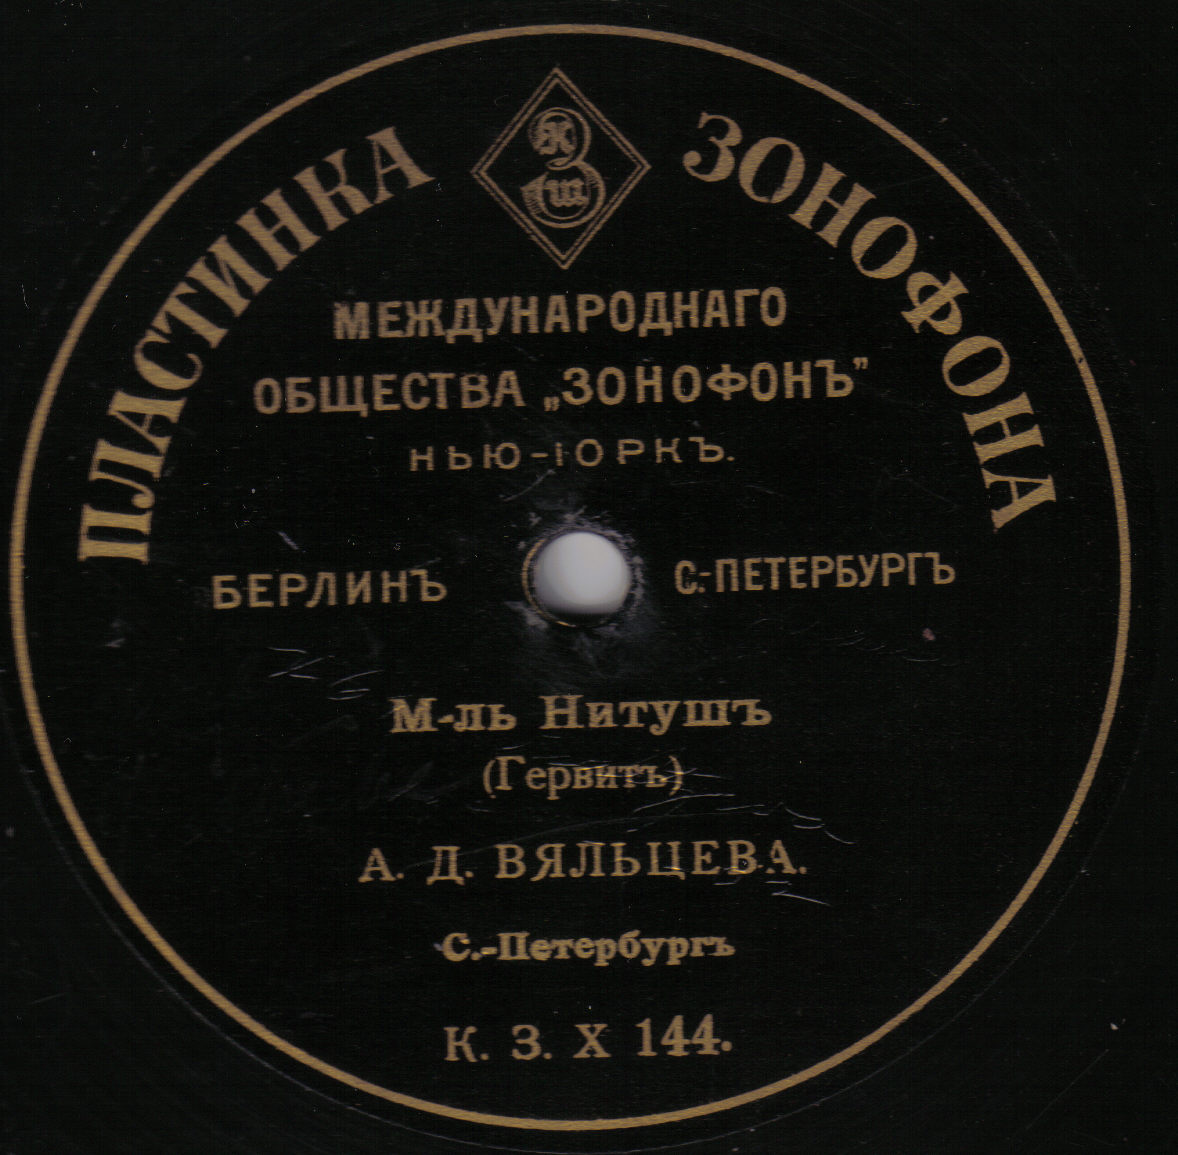 ПЛАСТИНКА ЗОНОФОНА
МЕЖДУНАРОДНАГО
ОБЩЕСТВА „ЗОНОФОНЪ”
НЬЮ-ІОРКЪ.
БЕРЛИНЪ С.-ПЕТЕРБУРГЪ
М-ль Нитушъ
(Гервитъ)
А. Д. ВЯЛЬЦЕВА.
С.-Петербургъ
К. З. X 144.